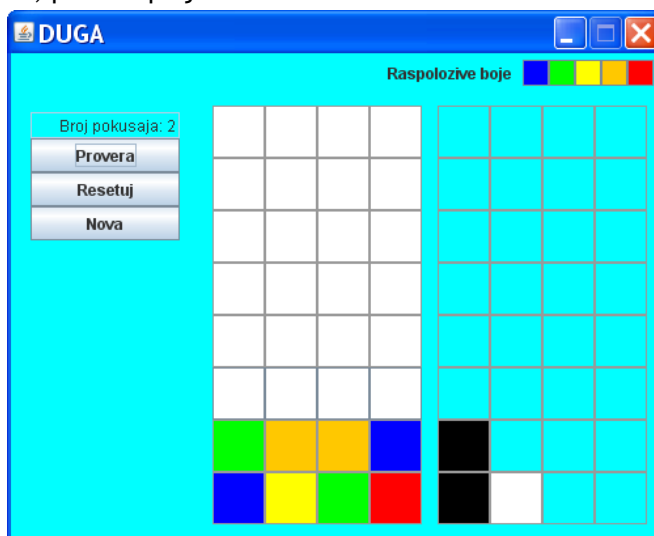 DUGA
Raspolozive boje
Broj pokusaja: 2
Provera
Resetuj
Nova